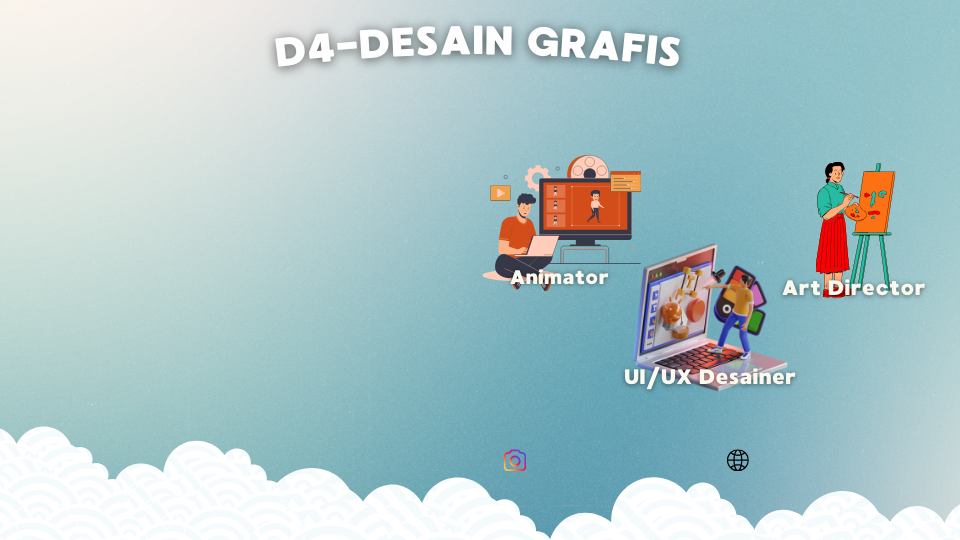 D4-DESAIN GRAFIS
Animator
Art Director
UI/UX Desainer